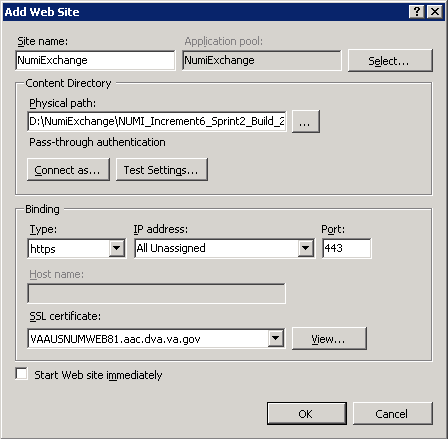 Add Web Site
Site name:
Application pool:
NumiExchange
NumiExchange
Select...
Content Directory
Physical path:
D:\NumiExchange\NUMI_Increment6_Sprint2_Build_2
...
Pass-through authentication
Connect as...
Test Settings...
Binding
Type:
IP address:
Port:
https
All Unassigned
443
Host name:
SSL certificate:
VAAUSNUMWEB81.aac.dva.va.gov
View...
Start Web site immediately
OK
Cancel